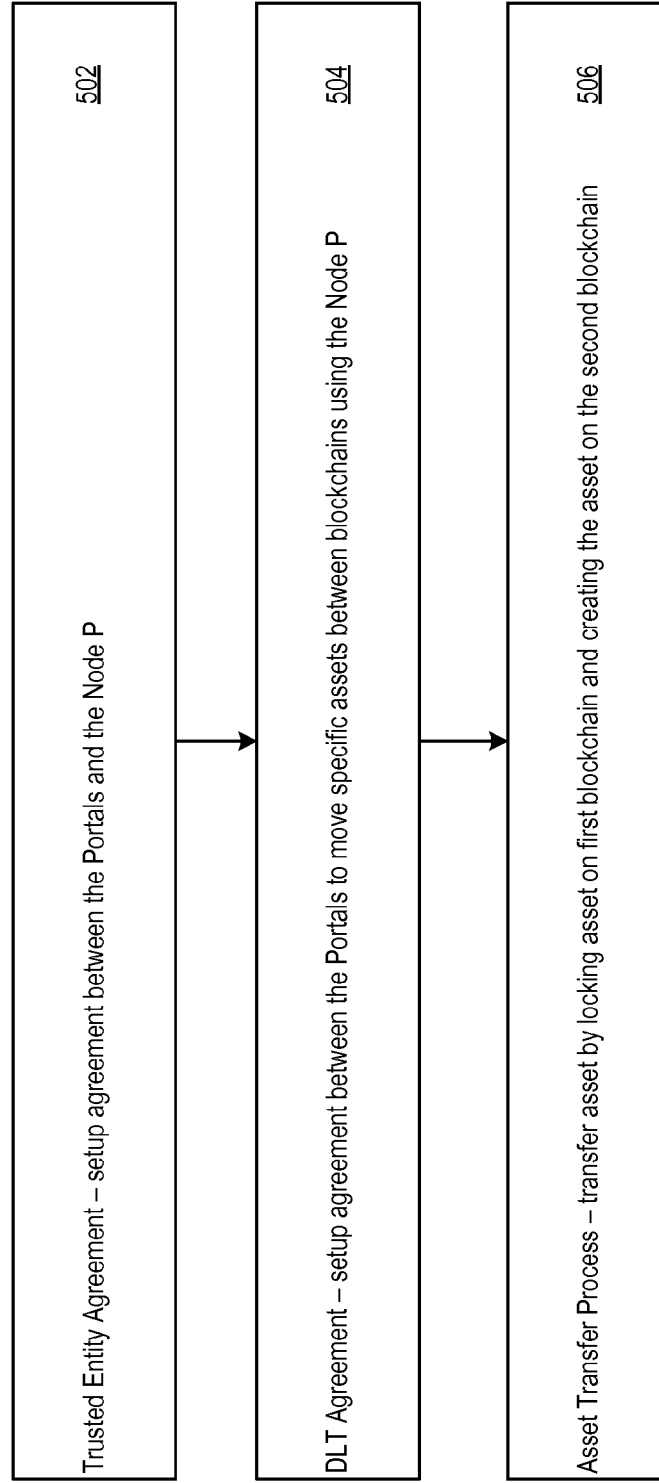 Trusted Entity Agreement – setup agreement between the Portals and the Node P
502
DLT Agreement – setup agreement between the Portals to move specific assets between blockchains using the Node P
504
Asset Transfer Process – transfer asset by locking asset on first blockchain and creating the asset on the second blockchain
506